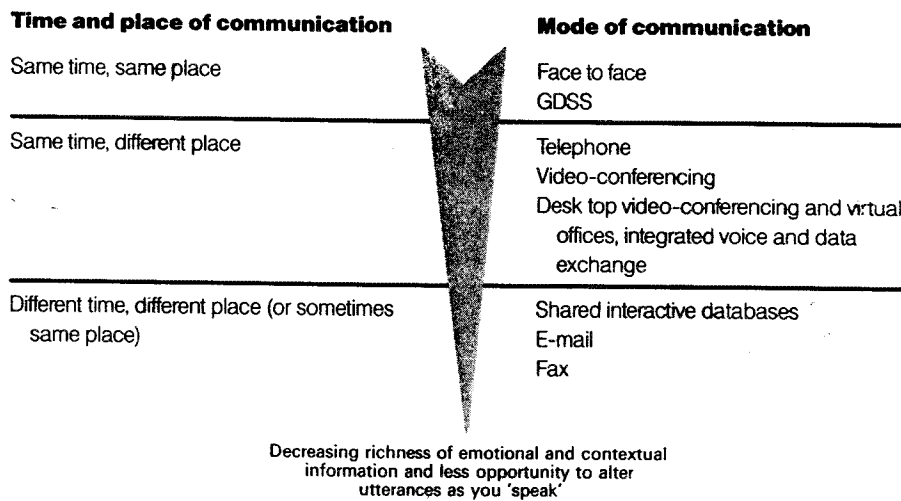 Time and place of communication
Mode of communication
Same time, same place
Face to face
GDSS
Same time, different place
Telephone
Video-conferencing
Desk top video-conferencing and virtual
offices, integrated voice and data
exchange
Different time, different place (or sometimes
same place)
Shared interactive databases
E-mail
Fax
Decreasing richness of emotional and contextual
information and less opportunity to alter
utterances as you 'speak'